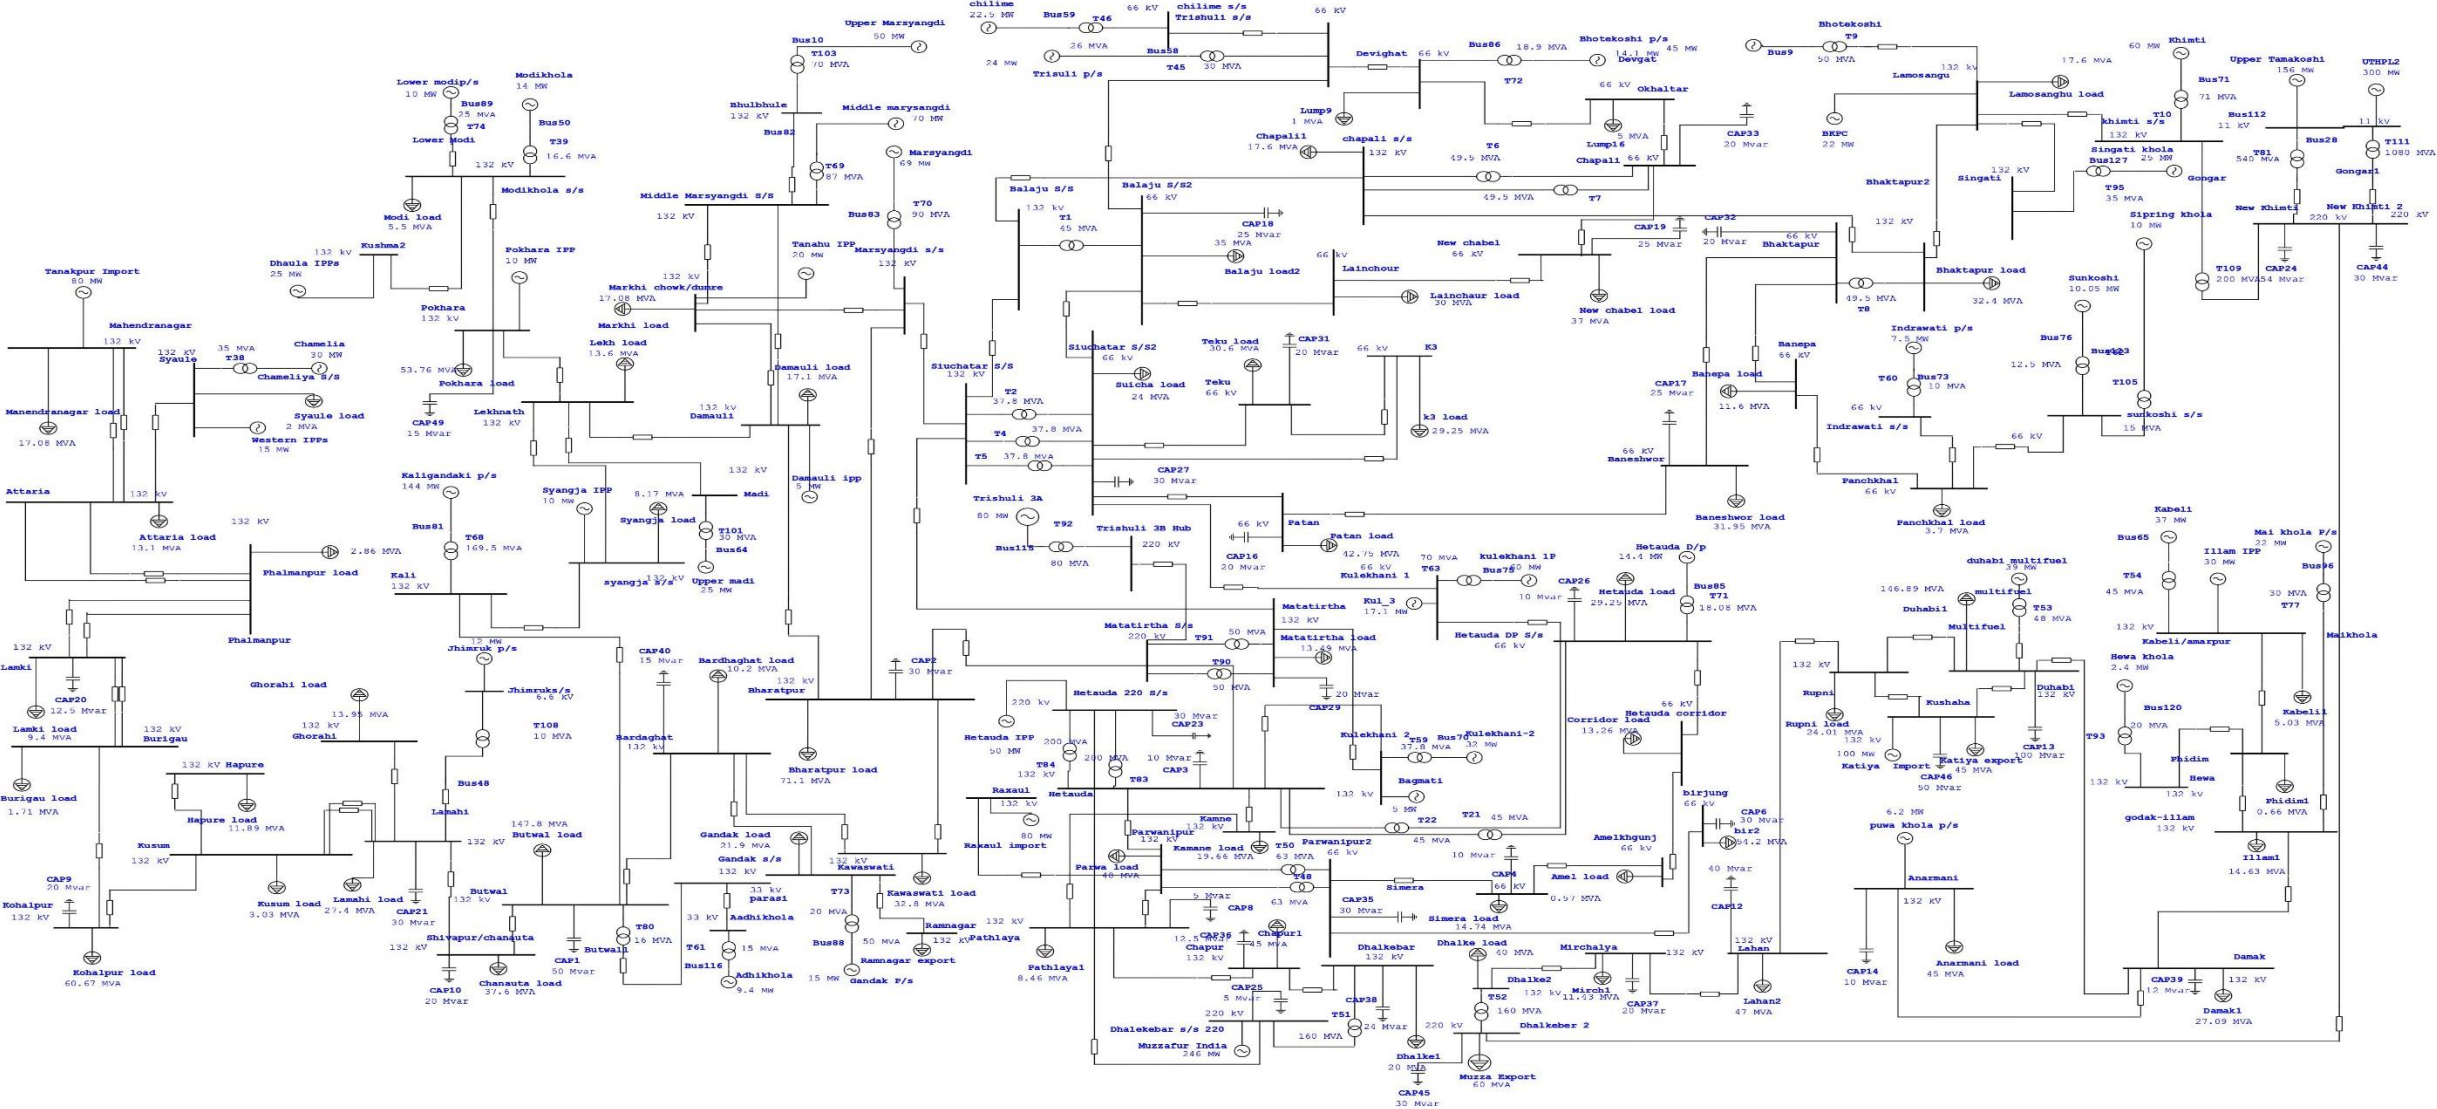 chilime
22.5 MW
Bus59
T46
66 kV
chilime s/s
Trishuli s/s
66 kV
26 MVA
Bus58
24 MW
Trisuli p/s
T45
30 MVA
Devighat
66 kV
Bus86
18.9 MVA
Bhotekoshi p/s
14.1 MW
45 MW
Devgat
T72
Lump9
1 MVA
Okhaltar
66 kV
5 MVA
Lump16
CAP33
20 Mvar
Upper Marsyangdi
50 MW
Bus10
T103
70 MVA
Bhulbhule
132 kV
Bus82
Middle marysangdi
70 MW
T69
87 MVA
Marsyangdi
69 MW
T70
90 MVA
Bus83
Middle Marsyangdi S/S
132 kV
Marsyangdi s/s
132 kV
Tanahu IPP
20 MW
Markhi chowk/dumre
132 kV
17.08 MVA
Markhi load
Lower modip/s
10 MW
Bus89
25 MVA
T74
Lower Modi
Modikhola
14 MW
Bus50
T39
16.6 MVA
132 kV
Modikhola s/s
Modi load
5.5 MVA
Kushma2
132 kV
Dhaula IPPs
25 MW
Pokhara IPP
10 MW
Pokhara
132 kV
53.76 MVA
Pokhara load
CAP49
15 Mvar
Lekh load
13.6 MVA
Lekhnath
132 kV
Damauli load
17.1 MVA
132 kV
Damauli
Damauli ipp
5 MW
Tanakpur Import
80 MW
Mahendranagar
132 kV
Manendranagar load
17.08 MVA
132 kV
Syaule
35 MVA
T38
Chamelia
30 MW
Chameliya S/S
Syaule load
2 MVA
Western IPPs
15 MW
Attaria
132 kV
Attaria load
13.1 MVA
132 kV
2.86 MVA
Phalmanpur load
Phalmanpur
Kaligandaki p/s
144 MW
Bus81
T68
169.5 MVA
Kali
132 kV
Syangja IPP
10 MW
8.17 MVA
Syangja load
syangja s/s
132 kV
132 kV
Madi
T101
30 MVA
Bus64
Upper madi
25 MW
132 kV
Lamki
CAP20
12.5 Mvar
Lamki load
9.4 MVA
132 kV
Burigau
Burigau load
1.71 MVA
Ghorahi load
13.95 MVA
132 kV
Ghorahi
12 MW
Jhimruk p/s
Jhimruks/s
6.6 kV
T108
10 MVA
Bus48
Lamahi
132 kV
132 kV Hapure
Hapure load
11.89 MVA
Kusum
132 kV
Kusum load
3.03 MVA
Lamahi load
27.4 MVA
CAP21
30 Mvar
CAP9
20 Mvar
Kohalpur
132 kV
Kohalpur load
60.67 MVA
Shivapur/chanauta
132 kV
CAP10
20 Mvar
Chanauta load
37.6 MVA
147.8 MVA
Butwal load
Butwal
132 kV
CAP1
50 Mvar
Butwal1
T80
16 MVA
CAP40
15 Mvar
Bardhaghat load
10.2 MVA
Bardaghat
132 kV
Bharatpur
132 kV
CAP2
30 Mvar
Bharatpur load
71.1 MVA
Gandak load
21.9 MVA
Gandak s/s
132 kV
Kawaswati
132 kV
Kawaswati load
32.8 MVA
33 kV
parasi
33 kV
Aadhikhola
T61
15 MVA
Bus116
Adhikhola
9.4 MW
T73
20 MVA
Bus88
15 MW
Gandak P/s
50 MVA
Ramnagar
132 kV
Ramnagar export
Chapali1
17.6 MVA
chapali s/s
132 kV
T6
49.5 MVA
Chapali
66 kV
49.5 MVA
T7
Balaju S/S
132 kV
T1
45 MVA
Balaju S/S2
66 kV
CAP18
25 Mvar
35 MVA
Balaju load2
66 kV
Lainchour
Lainchaur load
30 MVA
New chabel
66 kV
CAP19
25 Mvar
New chabel load
37 MVA
CAP32
20 Mvar
Siuchatar S/S
132 kV
Siuchatar S/S2
66 kV
Suicha load
24 MVA
T2
37.8 MVA
T4
37.8 MVA
T5
37.8 MVA
CAP27
30 Mvar
Teku load
30.6 MVA
Teku
66 kV
CAP31
20 Mvar
66 kV
K3
k3 load
29.25 MVA
Trishuli 3A
80 MW
T92
Bus115
80 MVA
Trishuli 3B Hub
220 kV
66 kV
Patan
CAP16
20 Mvar
Patan load
42.75 MVA
66 kV
Kulekhani 1
70 MVA
T63
kulekhani 1P
60 MW
Bus75
Kul_3
17.1 MW
10 Mvar
CAP26
Hetauda load
29.25 MVA
Hetauda D/p
14.4 MW
Bus85
T71
18.08 MVA
Hetauda DP S/s
66 kV
Matatirtha
132 kV
Matatirtha S/s
220 kV
T91
50 MVA
Matatirtha load
13.49 MVA
T90
50 MVA
20 Mvar
CAP29
Hetauda 220 S/s
220 kV
Hetauda IPP
50 MW
30 Mvar
CAP23
200 MVA
T84
132 kV
200 MVA
T83
10 Mvar
CAP3
Hetauda
Kulekhani 2
T59
37.8 MVA
Bus70
Kulekhani-2
32 MW
Bagmati
132 kV
5 MW
66 kV
Hetauda corridor
Corridor load
13.26 MVA
Raxaul
132 kV
80 MW
Raxaul import
Kamne
132 kV
Kamane load
19.66 MVA
Parwanipur
132 kV
Parwa load
48 MVA
T22
45 MVA
T21
45 MVA
T50
63 MVA
T48
63 MVA
Parwanipur2
66 kV
birjung
66 kV
CAP6
30 Mvar
bir2
54.2 MVA
Amelkhgunj
66 kV
Amel load
0.57 MVA
10 Mvar
CAP4
66 kV
Simera
CAP35
30 Mvar
Simera load
14.74 MVA
5 Mvar
CAP8
Pathlaya
132 kV
Pathlaya1
8.46 MVA
12.5 Mvar
CAP36
Chapur
132 kV
Chapur1
45 MVA
CAP25
5 Mvar
Dhalekebar s/s 220
220 kV
Muzzafur India
246 MW
Dhalkebar
132 kV
CAP38
24 Mvar
T51
160 MVA
Dhalke1
20 MVA
CAP45
30 Mvar
Dhalke load
40 MVA
Dhalke2
132 kV
T52
160 MVA
220 kV
Dhalkeber 2
Muzza Export
60 MVA
Mirchalya
132 kV
Mirch1
11.43 MVA
CAP37
20 Mvar
40 Mvar
CAP12
132 kV
Lahan
Lahan2
47 MVA
Bhotekoshi
T9
Bus9
50 MVA
132 kV
Lamosangu
17.6 MVA
Lamosanghu load
BKPC
22 MW
60 MW
Khimti
Bus71
71 MVA
T10
khimti s/s
132 kV
Singati khola
25 MW
Bus127
T95
35 MVA
Gongar
132 kV
Singati
Upper Tamakoshi
156 MW
Bus112
11 kV
UTHPL2
300 MW
11 kV
Bus28
T81
540 MVA
T111
1080 MVA
Gongar1
New Khimti
220 kV
New Khimti 2
220 kV
CAP24
54 Mvar
CAP44
30 Mvar
T109
200 MVA
Bhaktapur2
132 kV
66 kV
Bhaktapur
49.5 MVA
T8
Bhaktapur load
32.4 MVA
Sipring khola
10 MW
T105
Sunkoshi
10.05 MW
Bus76
12.5 MVA
sunkoshi s/s
15 MVA
Indrawati p/s
7.5 MW
T60
Bus73
10 MVA
66 kV
Indrawati s/s
66 kV
Banepa
66 kV
Banepa load
11.6 MVA
CAP17
25 Mvar
66 kV
Baneshwor
Baneshwor load
31.95 MVA
Panchkhal
66 kV
Panchkhal load
3.7 MVA
Kabeli
37 MW
Bus65
T54
45 MVA
Illam IPP
30 MW
Mai khola P/s
22 MW
Bus96
30 MVA
T77
132 kV
Kabeli/amarpur
Maikhola
Kabeli1
5.03 MVA
Hewa khola
2.4 MW
Bus120
20 MVA
T93
132 kV
Hewa
Phidim
132 kV
Phidim1
0.66 MVA
godak-illam
132 kV
Illam1
14.63 MVA
duhabi multifuel
39 MW
multifuel
146.89 MVA
Duhabi1
T53
48 MVA
Multifuel
Duhabi
132 kV
CAP13
100 Mvar
132 kV
Rupni
Rupni load
24.01 MVA
Kushaha
132 kV
100 MW
Katiya Import
Katiya export
45 MVA
CAP46
50 Mvar
6.2 MW
puwa khola p/s
Anarmani
132 kV
CAP14
10 Mvar
Anarmani load
45 MVA
Damak
132 kV
CAP39
12 Mvar
Damak1
27.09 MVA